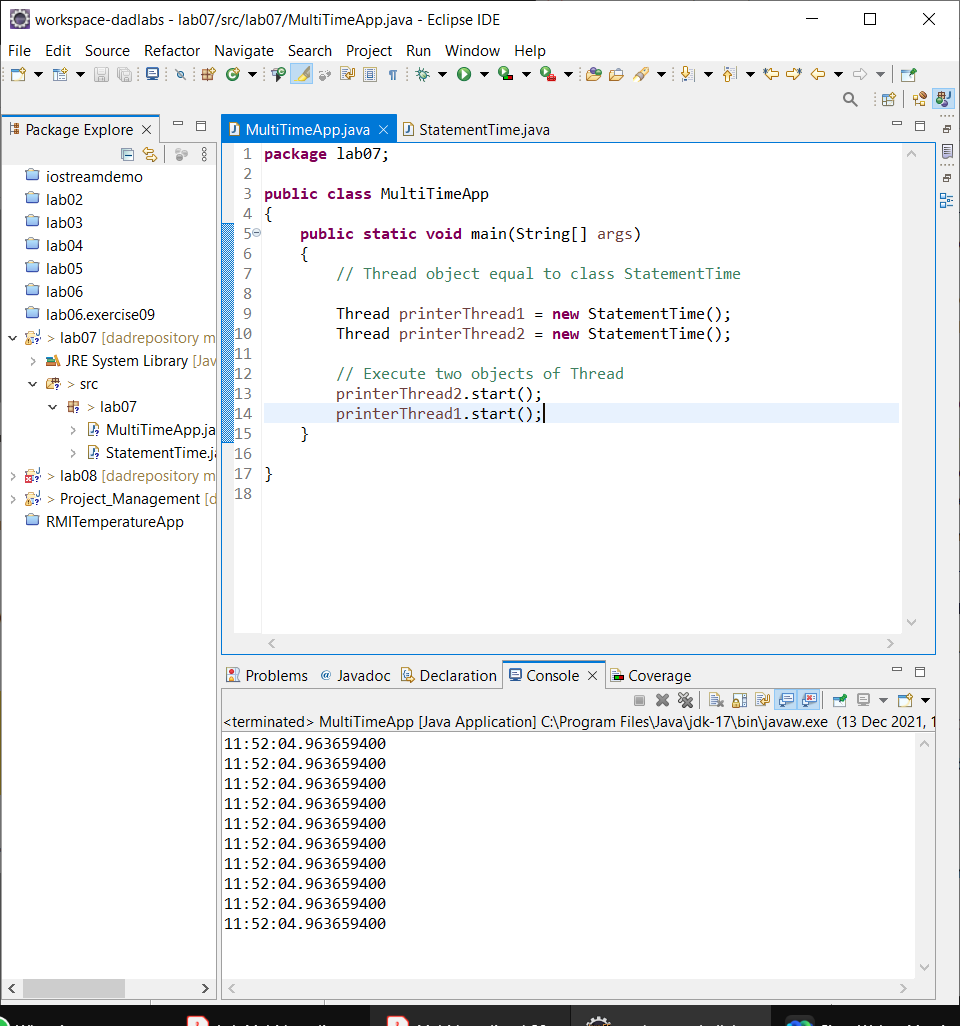 workspace-dadlabs - lab07/src/lab07/MultiTimeApp.java - Eclipse IDE
File Edit Source Refactor Navigate Search Project Run Window Help
Package Explore
iostreamdemo
lab02
lab03
lab04
lab05
lab06
lab06.exercise09
> lab07 [dadrepository m
JRE System Library [Jav
> src
> lab07
MultiTimeApp.ja
StatementTime.ja
> lab08 [dadrepository m
> Project_Management [d
RMITemperatureApp
MultiTimeApp.java StatementTime.java
1 package lab07;
2
3 public class MultiTimeApp
4 {
5 public static void main(String[] args)
6 {
7 // Thread object equal to class StatementTime
8
9 Thread printerThread1 = new StatementTime();
10 Thread printerThread2 = new StatementTime();
11
12 // Execute two objects of Thread
13 printerThread2.start();
14 printerThread1.start();
15 }
16
17 }
18
Problems Javadoc Declaration Console Coverage
<terminated> MultiTimeApp [Java Application] C:\Program Files\Java\jdk-17\bin\javaw.exe (13 Dec 2021, 1
11:52:04.963659400
11:52:04.963659400
11:52:04.963659400
11:52:04.963659400
11:52:04.963659400
11:52:04.963659400
11:52:04.963659400
11:52:04.963659400
11:52:04.963659400
11:52:04.963659400